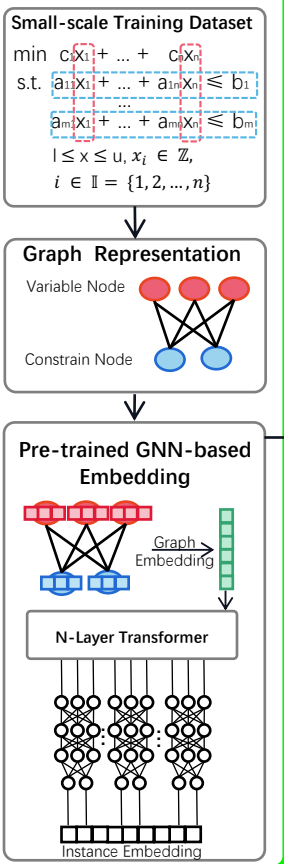 Small-scale Training Dataset
min c₁x₁ + ... + cₙxₙ
s.t. a₁₁x₁ + ... + a₁ₙxₙ ≤ b₁
...
aₘ₁x₁ + ... + aₘₙxₙ ≤ bₘ
l ≤ x ≤ u, xᵢ ∈ ℤ,
i ∈ 𝕀 = {1, 2, ..., n}
Graph Representation
Variable Node
Constrain Node
Pre-trained GNN-based
Embedding
Graph
Embedding
N-Layer Transformer
Instance Embedding